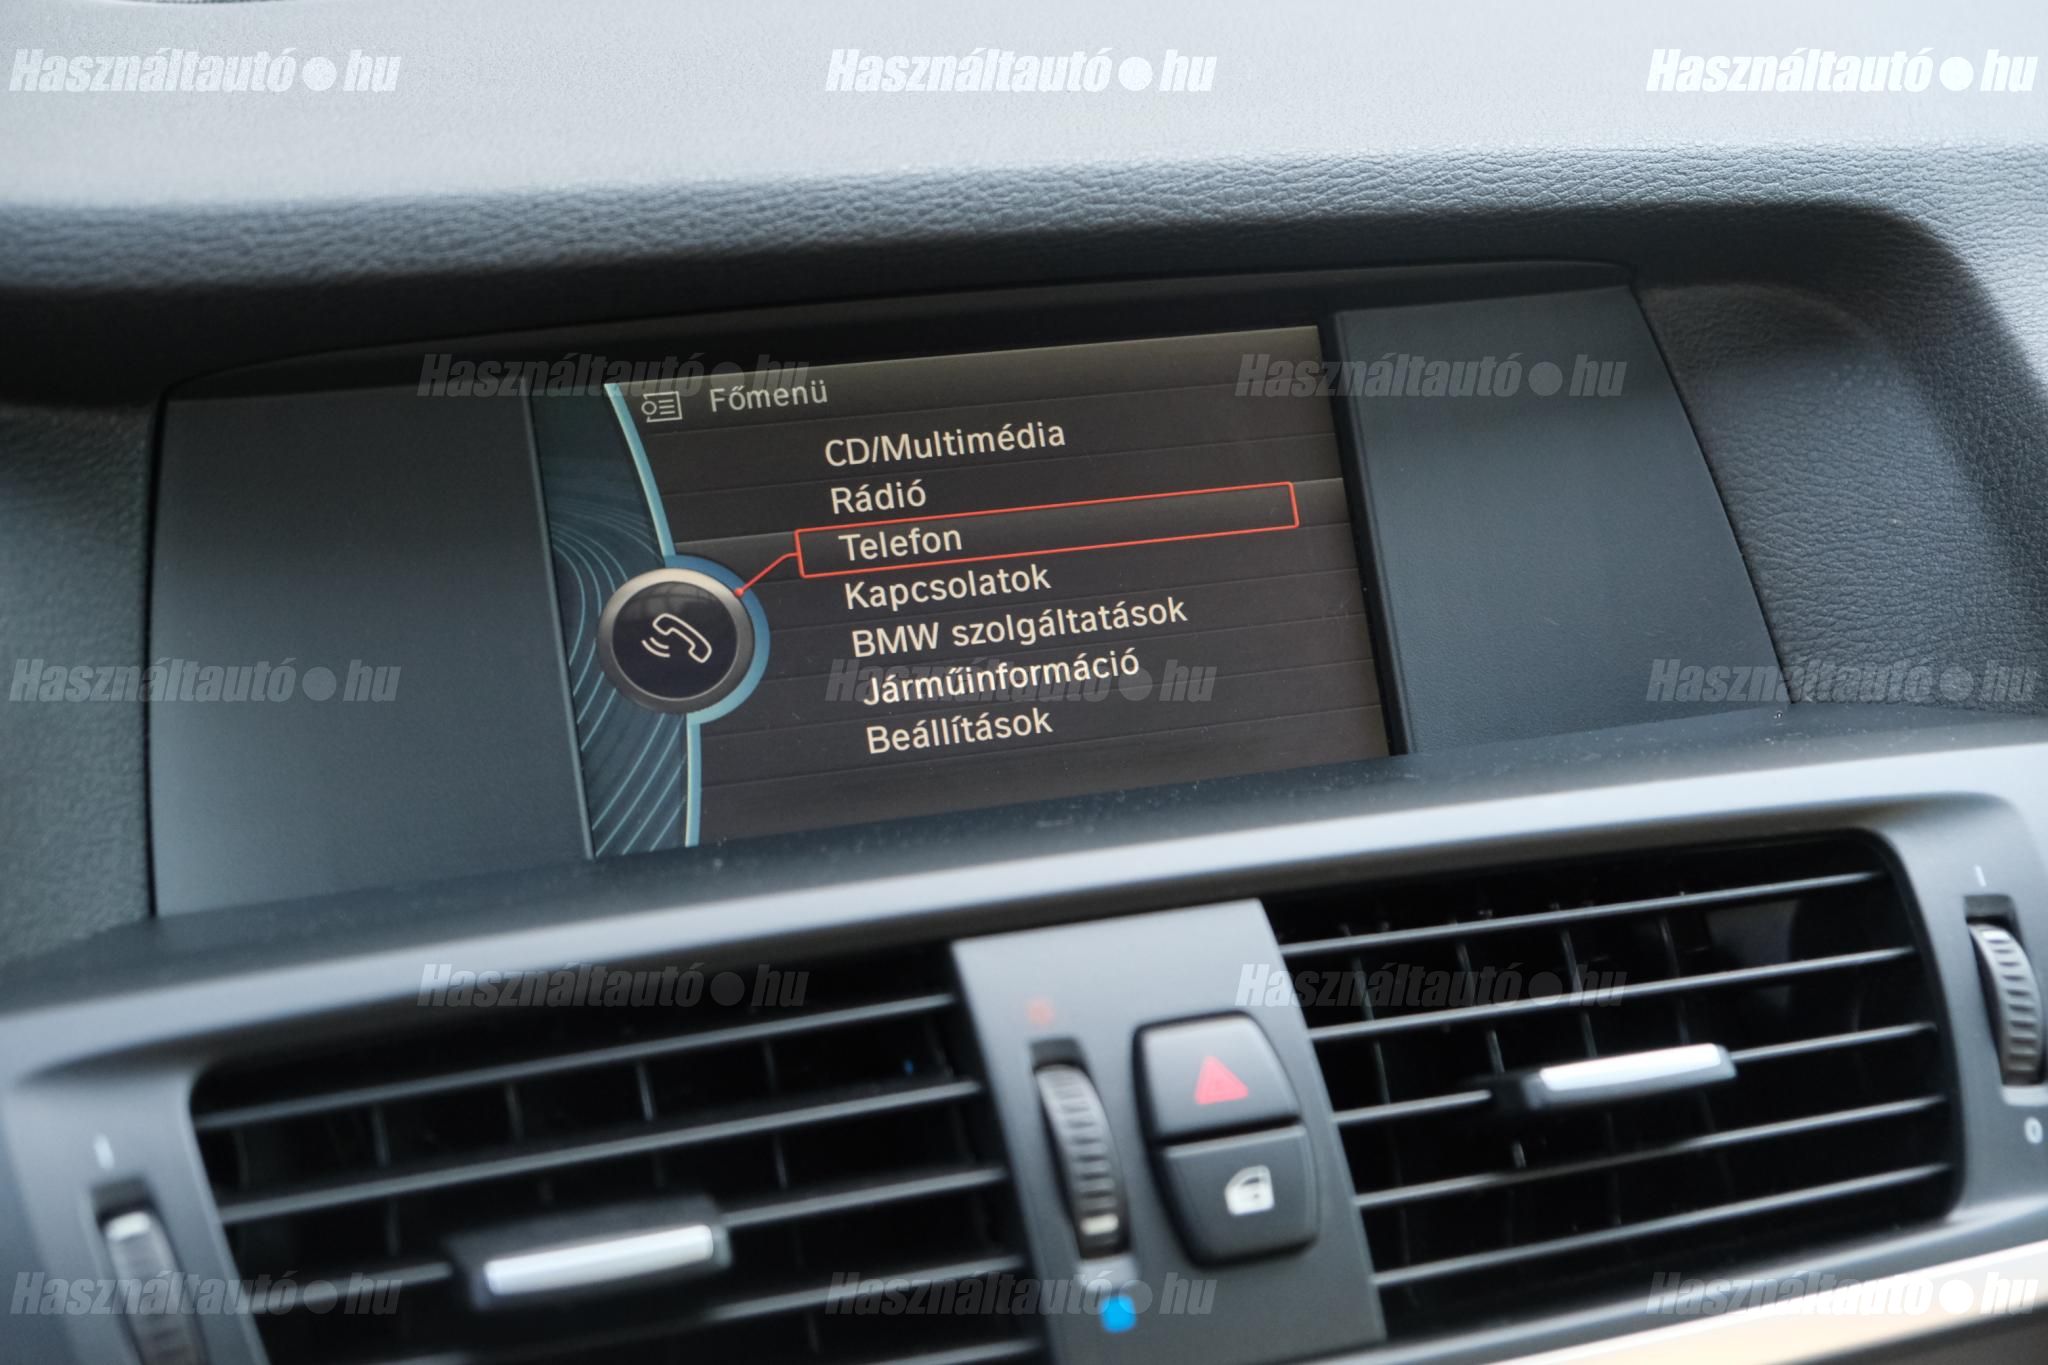 Használtautó.hu Használtautó.hu Használtautó.hu
Használtautó.hu Használtautó.hu
Főmenü
CD/Multimédia
Rádió
Telefon
Kapcsolatok
BMW szolgáltatások
Járműinformáció
Beállítások
Használtautó.hu Használtautó.hu Használtautó.hu
Használtautó.hu Használtautó.hu
0
Használtautó.hu Használtautó.hu Használtautó.hu